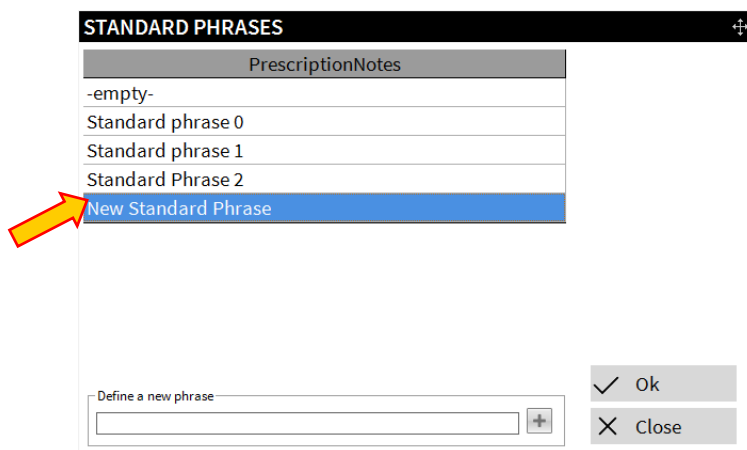 STANDARD PHRASES
PrescriptionNotes
-empty-
Standard phrase 0
Standard phrase 1
Standard Phrase 2
New Standard Phrase
Define a new phrase
Ok
Close